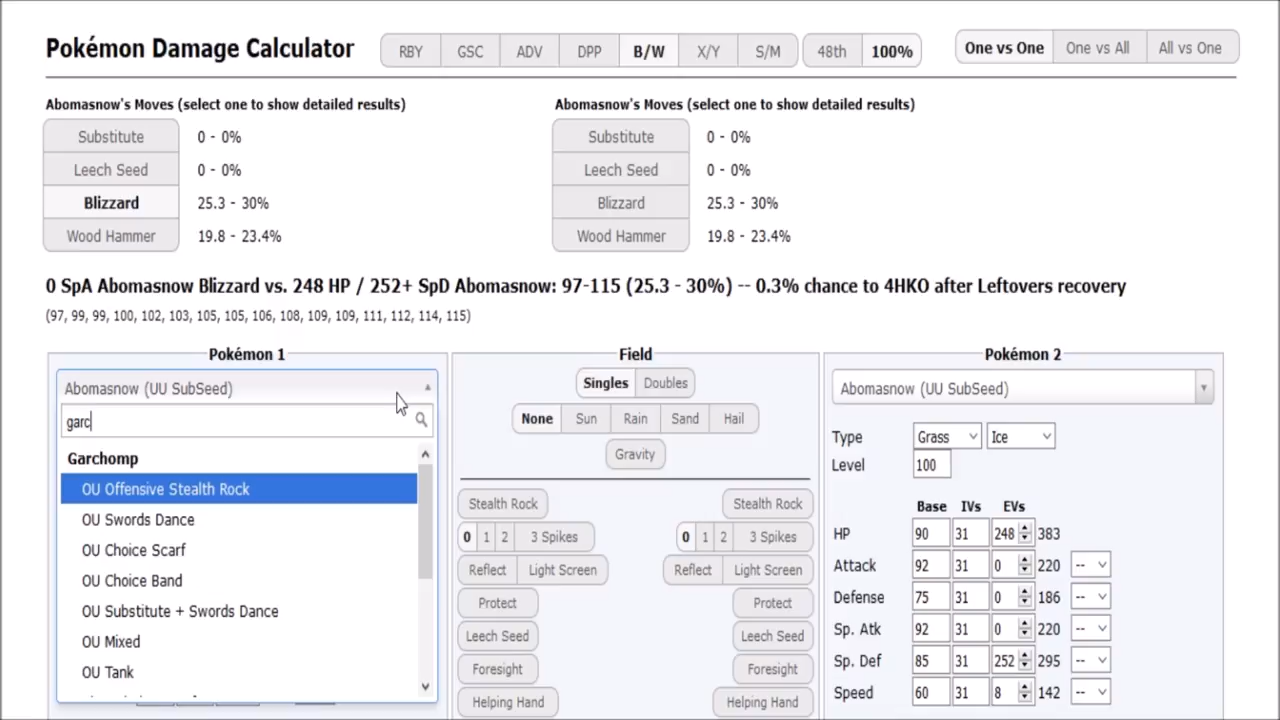 Pokémon Damage Calculator RBY GSC ADV DPP B/W X/Y S/M 48th 100% One vs One One vs All All vs One
Abomasnow's Moves (select one to show detailed results) Abomasnow's Moves (select one to show detailed results)
Substitute 0 - 0% Substitute 0 - 0%
Leech Seed 0 - 0% Leech Seed 0 - 0%
Blizzard 25.3 - 30% Blizzard 25.3 - 30%
Wood Hammer 19.8 - 23.4% Wood Hammer 19.8 - 23.4%
0 SpA Abomasnow Blizzard vs. 248 HP / 252+ SpD Abomasnow: 97-115 (25.3 - 30%) -- 0.3% chance to 4HKO after Leftovers recovery
(97, 99, 99, 100, 102, 103, 105, 105, 106, 108, 109, 109, 111, 112, 114, 115)
Pokémon 1
Abomasnow (UU SubSeed)
garc
Garchomp
OU Offensive Stealth Rock
OU Swords Dance
OU Choice Scarf
OU Choice Band
OU Substitute + Swords Dance
OU Mixed
OU Tank
Field
Singles Doubles
None Sun Rain Sand Hail
Gravity
Stealth Rock Stealth Rock
0 1 2 3 Spikes 0 1 2 3 Spikes
Reflect Light Screen Reflect Light Screen
Protect Protect
Leech Seed Leech Seed
Foresight Foresight
Helping Hand Helping Hand
Pokémon 2
Abomasnow (UU SubSeed)
Type Grass Ice
Level 100
Base IVs EVs
HP 90 31 248 383
Attack 92 31 0 220 --
Defense 75 31 0 186 --
Sp. Atk 92 31 0 220 --
Sp. Def 85 31 252 295 --
Speed 60 31 8 142 --